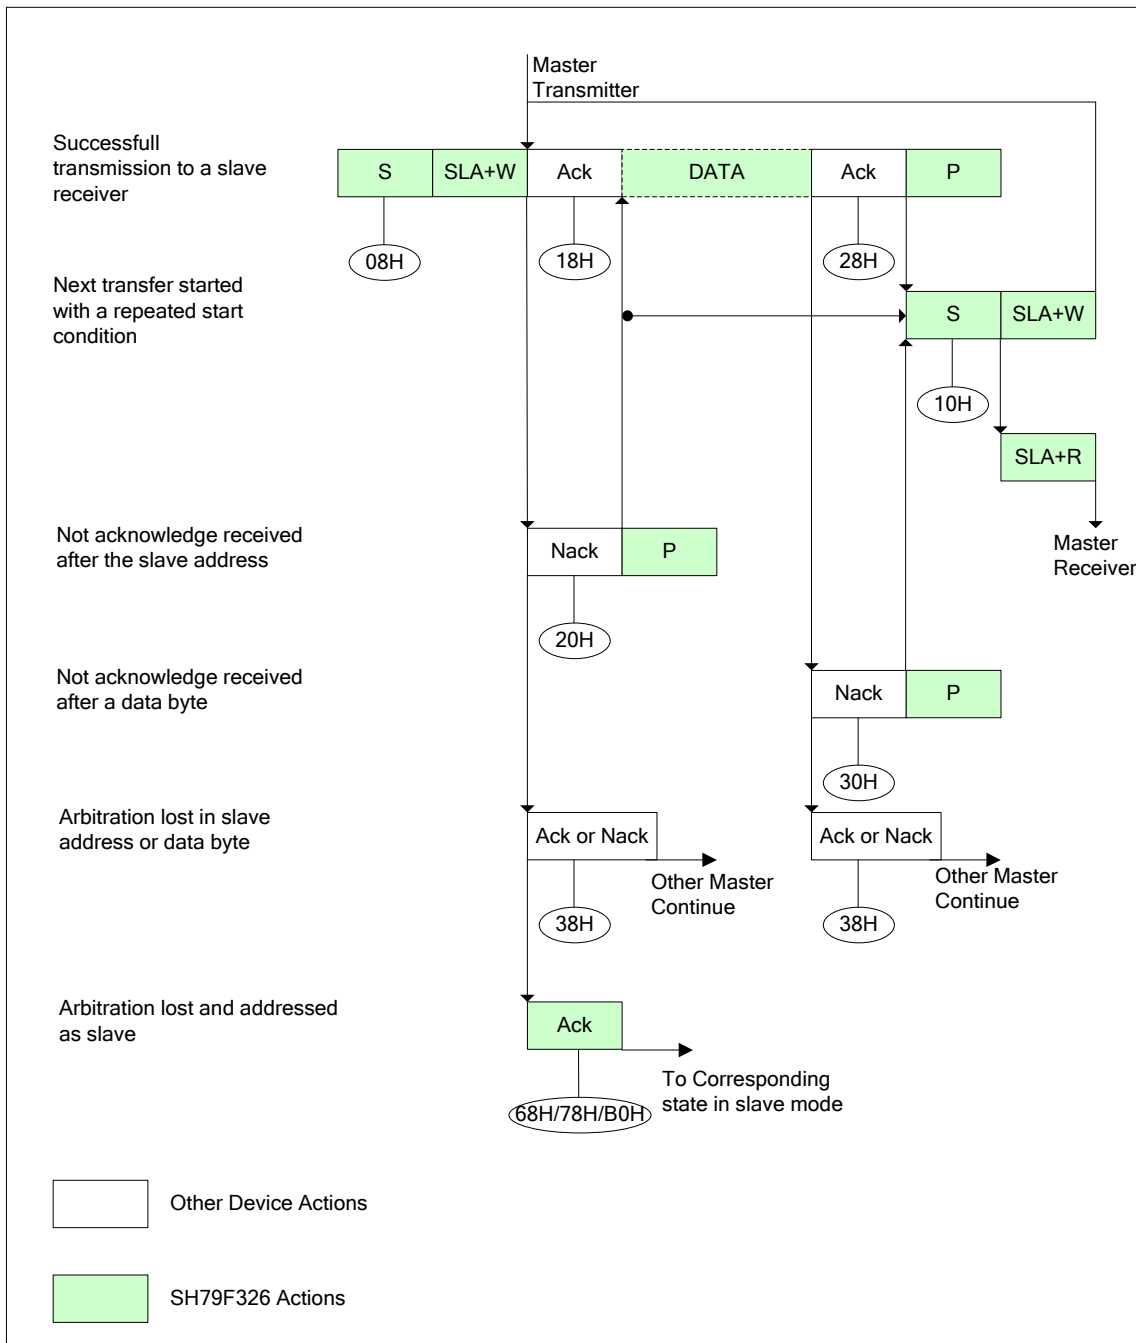 Master
Transmitter
Successfull
transmission to a slave
receiver
S
SLA+W
Ack
DATA
Ack
P
08H
18H
28H
Next transfer started
with a repeated start
condition
S
SLA+W
10H
SLA+R
Master
Receiver
Not acknowledge received
after the slave address
Nack
P
20H
Not acknowledge received
after a data byte
Nack
P
30H
Arbitration lost in slave
address or data byte
Ack or Nack
Other Master
Continue
38H
Ack or Nack
Other Master
Continue
38H
Arbitration lost and addressed
as slave
Ack
To Corresponding
state in slave mode
68H/78H/B0H
Other Device Actions
SH79F326 Actions